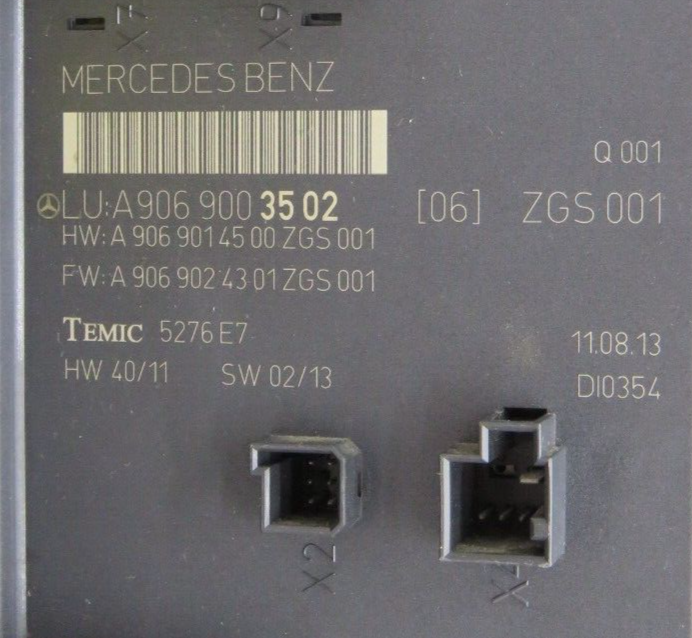 X7 X9
MERCEDES BENZ
Q 001
LU: A 906 900 35 02 [06] ZGS 001
HW: A 906 901 45 00 ZGS 001
FW: A 906 902 43 01 ZGS 001
TEMIC 5276 E7 11.08.13
HW 40/11 SW 02/13 DI0354
X2 X4